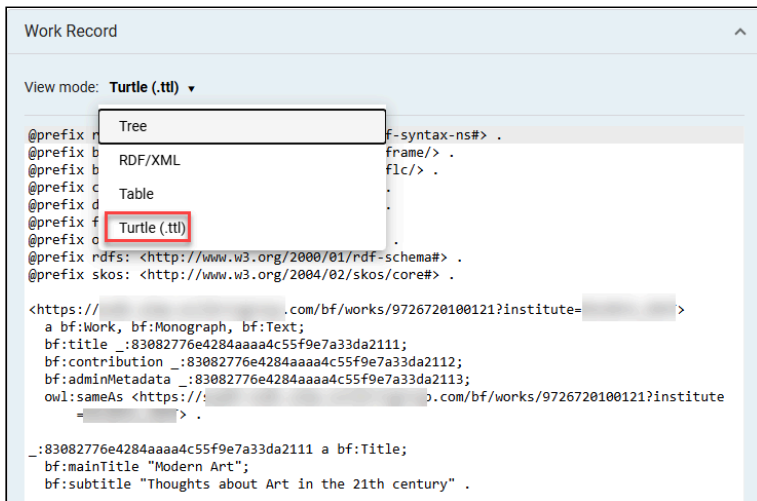 Work Record
View mode: Turtle (.ttl)
Tree
RDF/XML
Table
Turtle (.ttl)
@prefix r f-syntax-ns#> .
@prefix b frame/> .
@prefix b flc/> .
@prefix c .
@prefix d .
@prefix f
@prefix o .
@prefix rdfs: <http://www.w3.org/2000/01/rdf-schema#> .
@prefix skos: <http://www.w3.org/2004/02/skos/core#> .
<https:// .com/bf/works/9726720100121?institute= >
a bf:Work, bf:Monograph, bf:Text;
bf:title _:83082776e4284aaaa4c55f9e7a33da2111;
bf:contribution _:83082776e4284aaaa4c55f9e7a33da2112;
bf:adminMetadata _:83082776e4284aaaa4c55f9e7a33da2113;
owl:sameAs <https:// .com/bf/works/9726720100121?institute
= > .
_:83082776e4284aaaa4c55f9e7a33da2111 a bf:Title;
bf:mainTitle "Modern Art";
bf:subtitle "Thoughts about Art in the 21th century" .